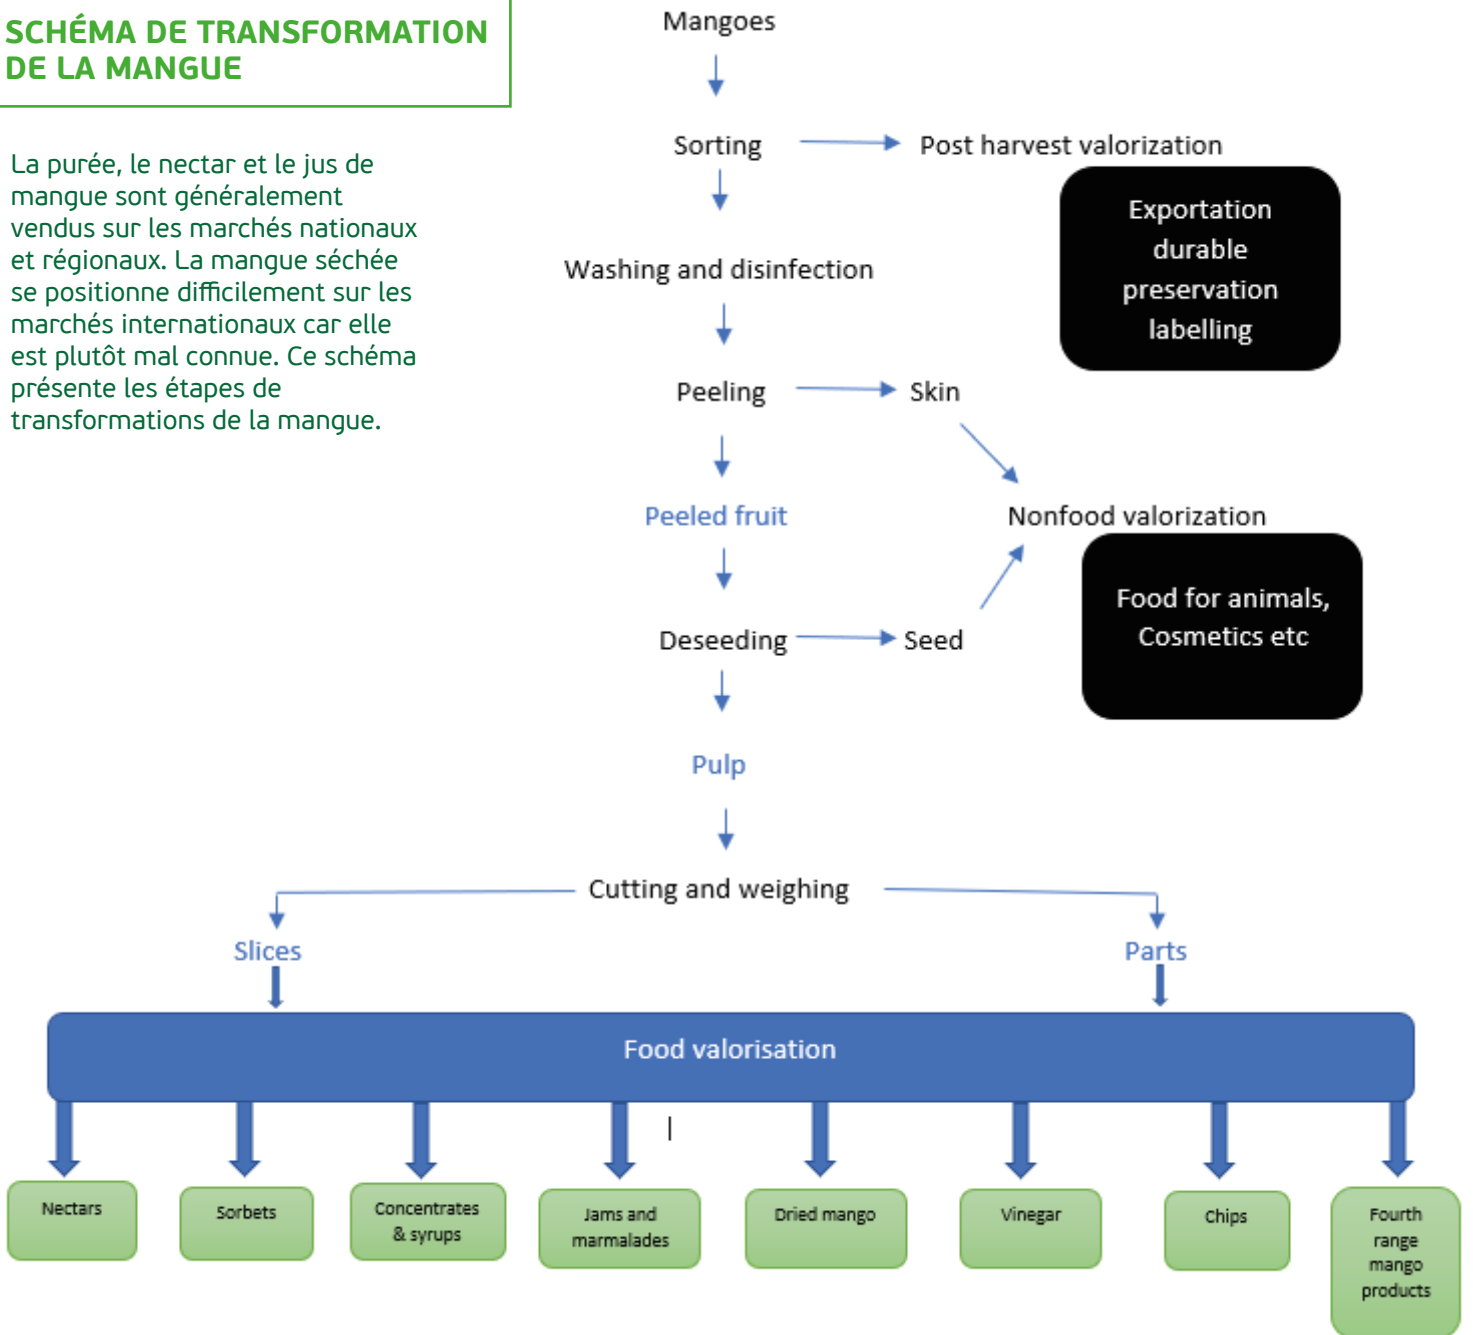 SCHÉMA DE TRANSFORMATION
DE LA MANGUE
La purée, le nectar et le jus de
mangue sont généralement
vendus sur les marchés nationaux
et régionaux. La mangue séchée
se positionne difficilement sur les
marchés internationaux car elle
est plutôt mal connue. Ce schéma
présente les étapes de
transformations de la mangue.
Mangoes
Sorting
Post harvest valorization
Exportation
durable
preservation
labelling
Washing and disinfection
Peeling
Skin
Peeled fruit
Nonfood valorization
Food for animals,
Cosmetics etc
Deseeding
Seed
Pulp
Cutting and weighing
Slices
Parts
Food valorisation
Nectars
Sorbets
Concentrates
& syrups
Jams and
marmalades
Dried mango
Vinegar
Chips
Fourth
range
mango
products